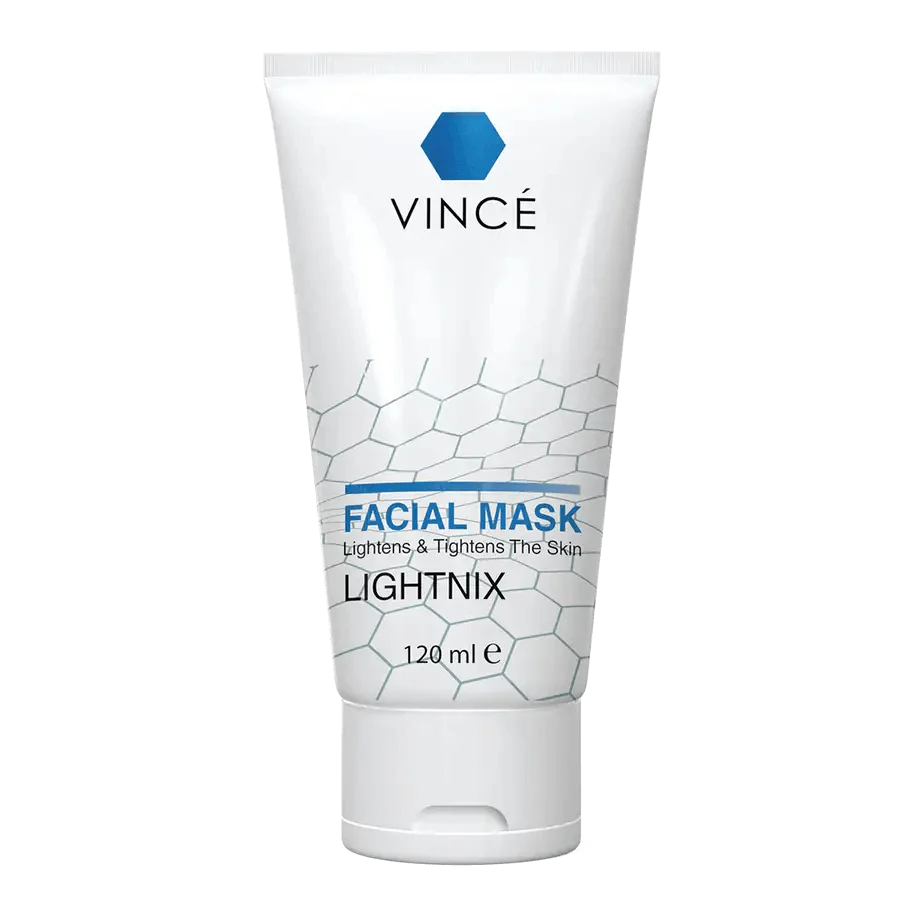 VINCÉ
FACIAL MASK
Lightens & Tightens The Skin
LIGHTNIX
120 ml ℮